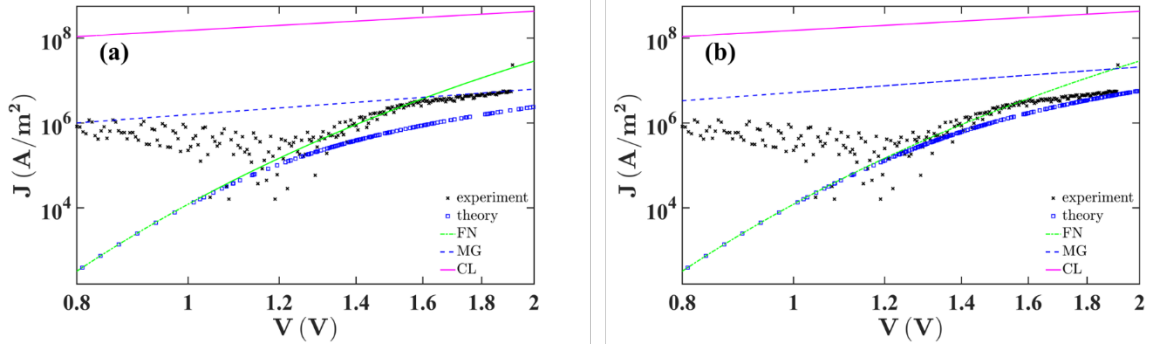 (a)
10^8
10^6
10^4
J (A/m^2)
experiment
theory
FN
MG
CL
0.8 1 1.2 1.4 1.6 1.8 2
V (V)
(b)
10^8
10^6
10^4
J (A/m^2)
experiment
theory
FN
MG
CL
0.8 1 1.2 1.4 1.6 1.8 2
V (V)